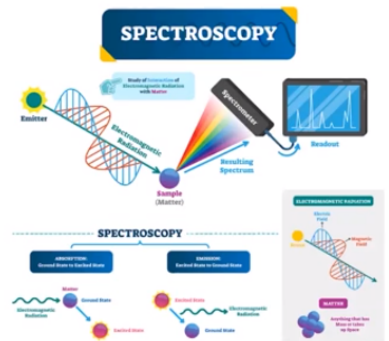 SPECTROSCOPY
Study of Interaction of
Electromagnetic Radiation
with Matter
Emitter
Electromagnetic
Radiation
Spectrometer
Readout
Resulting
Spectrum
Sample
(Matter)
SPECTROSCOPY
ABSORPTION:
Ground State to Excited State
EMISSION:
Excited State to Ground State
Matter
Ground State
Electromagnetic
Radiation
Excited State
Excited State
Electromagnetic
Radiation
Ground State
ELECTROMAGNETIC RADIATION
Electric
Field
Magnetic
Field
MATTER
Anything that has
Mass or takes
up Space